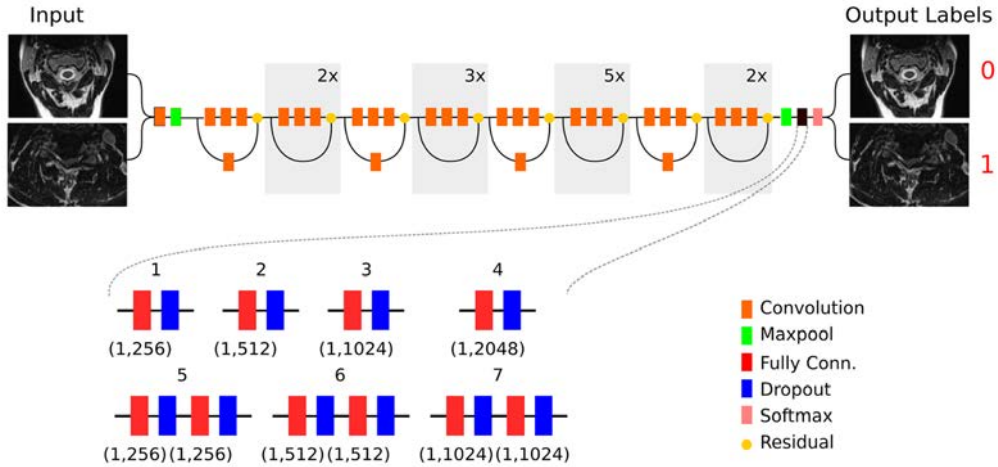 Input
Output Labels
2x
3x
5x
2x
0
1
1
2
3
4
(1,256)
(1,512)
(1,1024)
(1,2048)
5
6
7
(1,256)(1,256)
(1,512)(1,512)
(1,1024)(1,1024)
Convolution
Maxpool
Fully Conn.
Dropout
Softmax
Residual